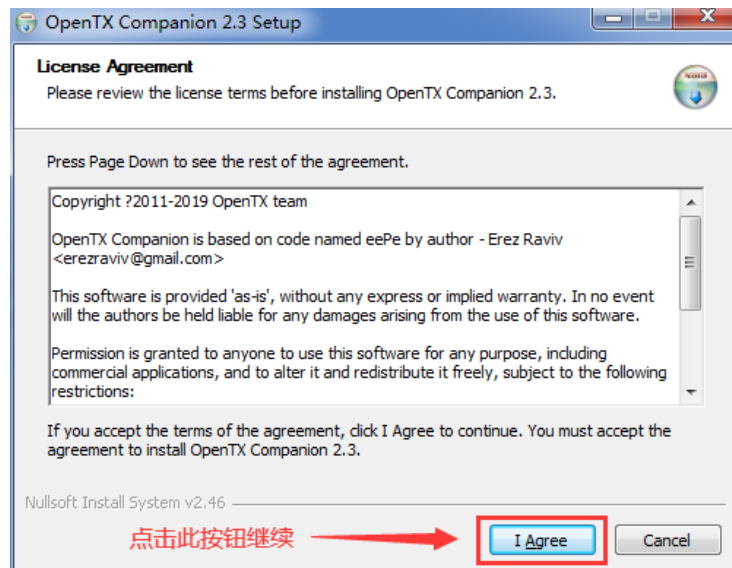 OpenTX Companion 2.3 Setup
License Agreement
Please review the license terms before installing OpenTX Companion 2.3.
Press Page Down to see the rest of the agreement.
Copyright ?2011-2019 OpenTX team
OpenTX Companion is based on code named eePe by author - Erez Raviv
<erezraviv@gmail.com>
This software is provided 'as-is', without any express or implied warranty. In no event
will the authors be held liable for any damages arising from the use of this software.
Permission is granted to anyone to use this software for any purpose, including
commercial applications, and to alter it and redistribute it freely, subject to the following
restrictions:
If you accept the terms of the agreement, click I Agree to continue. You must accept the
agreement to install OpenTX Companion 2.3.
Nullsoft Install System v2.46
点击此按钮继续
I Agree
Cancel